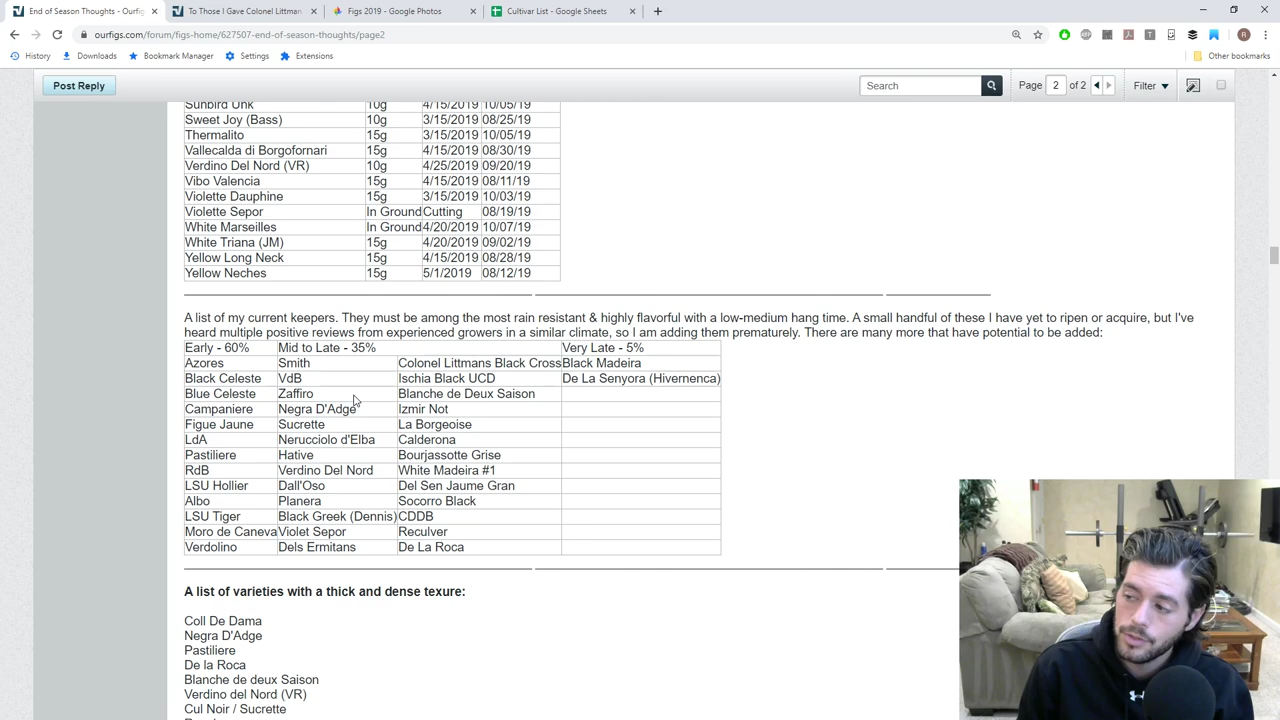 End of Season Thoughts - Ourfig
To Those I Gave Colonel Littman
Figs 2019 - Google Photos
Cultivar List - Google Sheets
ourfigs.com/forum/figs-home/627507-end-of-season-thoughts/page2
History Downloads Bookmark Manager Settings Extensions Other bookmarks
Post Reply Search Page 2 of 2 Filter
Sunbird Unk 10g 4/15/2019 10/05/19
Sweet Joy (Bass) 10g 3/15/2019 08/25/19
Thermalito 15g 3/15/2019 10/05/19
Vallecalda di Borgofornari 15g 4/15/2019 08/30/19
Verdino Del Nord (VR) 10g 4/25/2019 09/20/19
Vibo Valencia 15g 4/15/2019 08/11/19
Violette Dauphine 15g 3/15/2019 10/03/19
Violette Sepor In Ground Cutting 08/19/19
White Marseilles In Ground 4/20/2019 10/07/19
White Triana (JM) 15g 4/20/2019 09/02/19
Yellow Long Neck 15g 4/15/2019 08/28/19
Yellow Neches 15g 5/1/2019 08/12/19
A list of my current keepers. They must be among the most rain resistant & highly flavorful with a low-medium hang time. A small handful of these I have yet to ripen or acquire, but I've
heard multiple positive reviews from experienced growers in a similar climate, so I am adding them prematurely. There are many more that have potential to be added:
Early - 60% Mid to Late - 35% Very Late - 5%
Azores Smith Colonel Littmans Black Cross Black Madeira
Black Celeste VdB Ischia Black UCD De La Senyora (Hivernenca)
Blue Celeste Zaffiro Blanche de Deux Saison
Campaniere Negra D'Adge Izmir Not
Figue Jaune Sucrette La Borgeoise
LdA Nerucciolo d'Elba Calderona
Pastiliere Hative Bourjassotte Grise
RdB Verdino Del Nord White Madeira #1
LSU Hollier Dall'Oso Del Sen Jaume Gran
Albo Planera Socorro Black
LSU Tiger Black Greek (Dennis) CDDB
Moro de Caneva Violet Sepor Reculver
Verdolino Dels Ermitans De La Roca
A list of varieties with a thick and dense texure:
Coll De Dama
Negra D'Adge
Pastiliere
De la Roca
Blanche de deux Saison
Verdino del Nord (VR)
Cul Noir / Sucrette